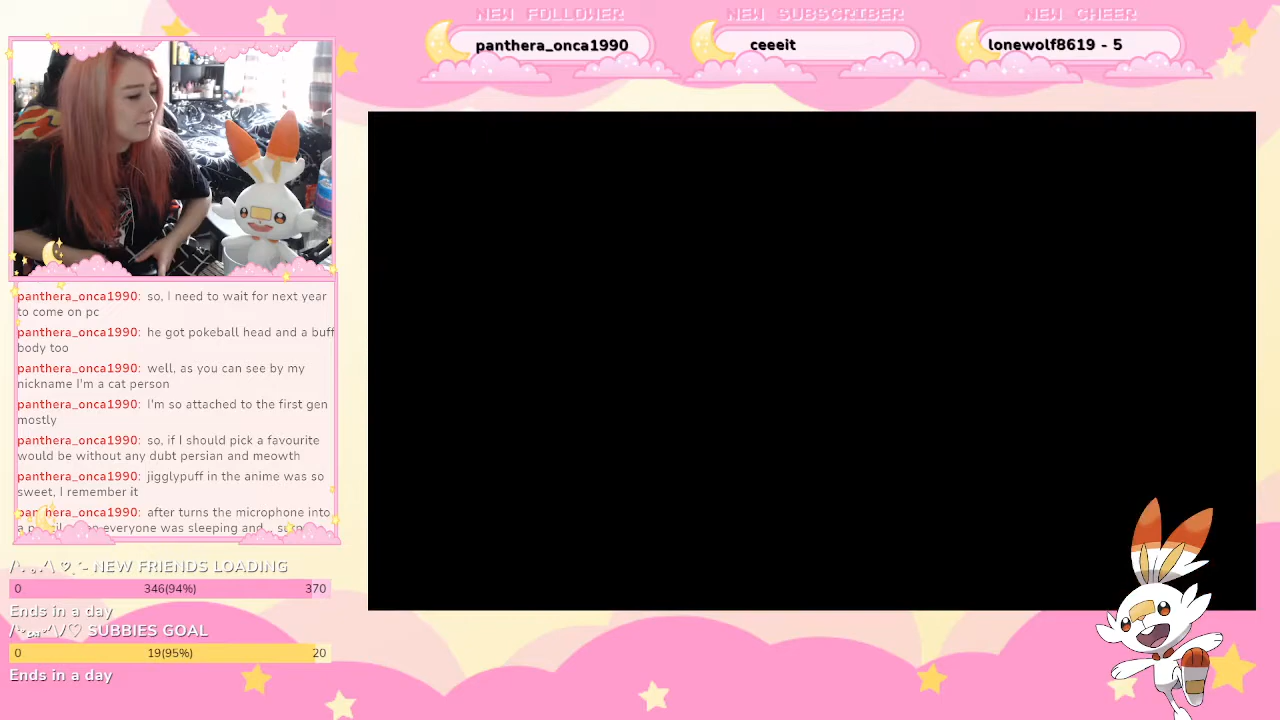 NEW FOLLOWER
NEW SUBSCRIBER
NEW CHEER
panthera_onca1990
ceeeit
lonewolf8619 - 5
panthera_onca1990: so, I need to wait for next year
to come on pc
panthera_onca1990: he got pokeball head and a buff
body too
panthera_onca1990: well, as you can see by my
nickname I'm a cat person
panthera_onca1990: I'm so attached to the first gen
mostly
panthera_onca1990: so, if I should pick a favourite
would be without any dubt persian and meowth
panthera_onca1990: jigglypuff in the anime was so
sweet, I remember it
panthera_onca1990: after turns the microphone into
a everyone was sleeping and...
NEW FRIENDS LOADING
0 346(94%) 370
Ends in a day
SUBBIES GOAL
0 19(95%) 20
Ends in a day